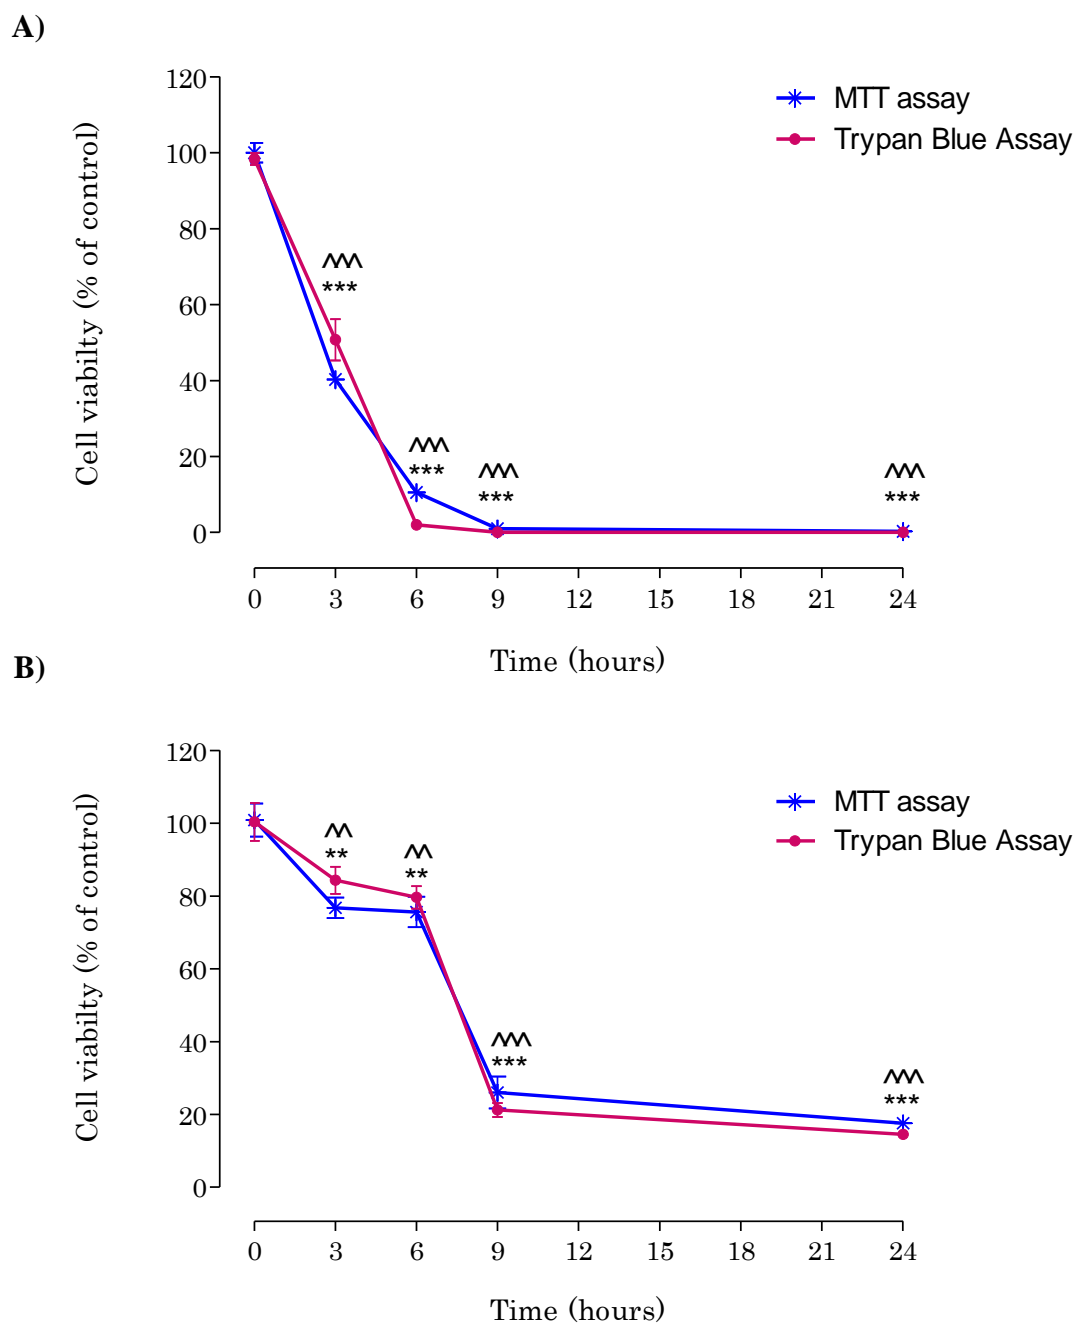 A)
120
100
80
60
40
20
0
Cell viabilty (% of control)
MTT assay
Trypan Blue Assay
^^^
***
^^^
***
^^^
***
^^^
***
0 3 6 9 12 15 18 21 24
Time (hours)
B)
120
100
80
60
40
20
0
Cell viabilty (% of control)
MTT assay
Trypan Blue Assay
^^
**
^^
**
^^^
***
^^^
***
0 3 6 9 12 15 18 21 24
Time (hours)